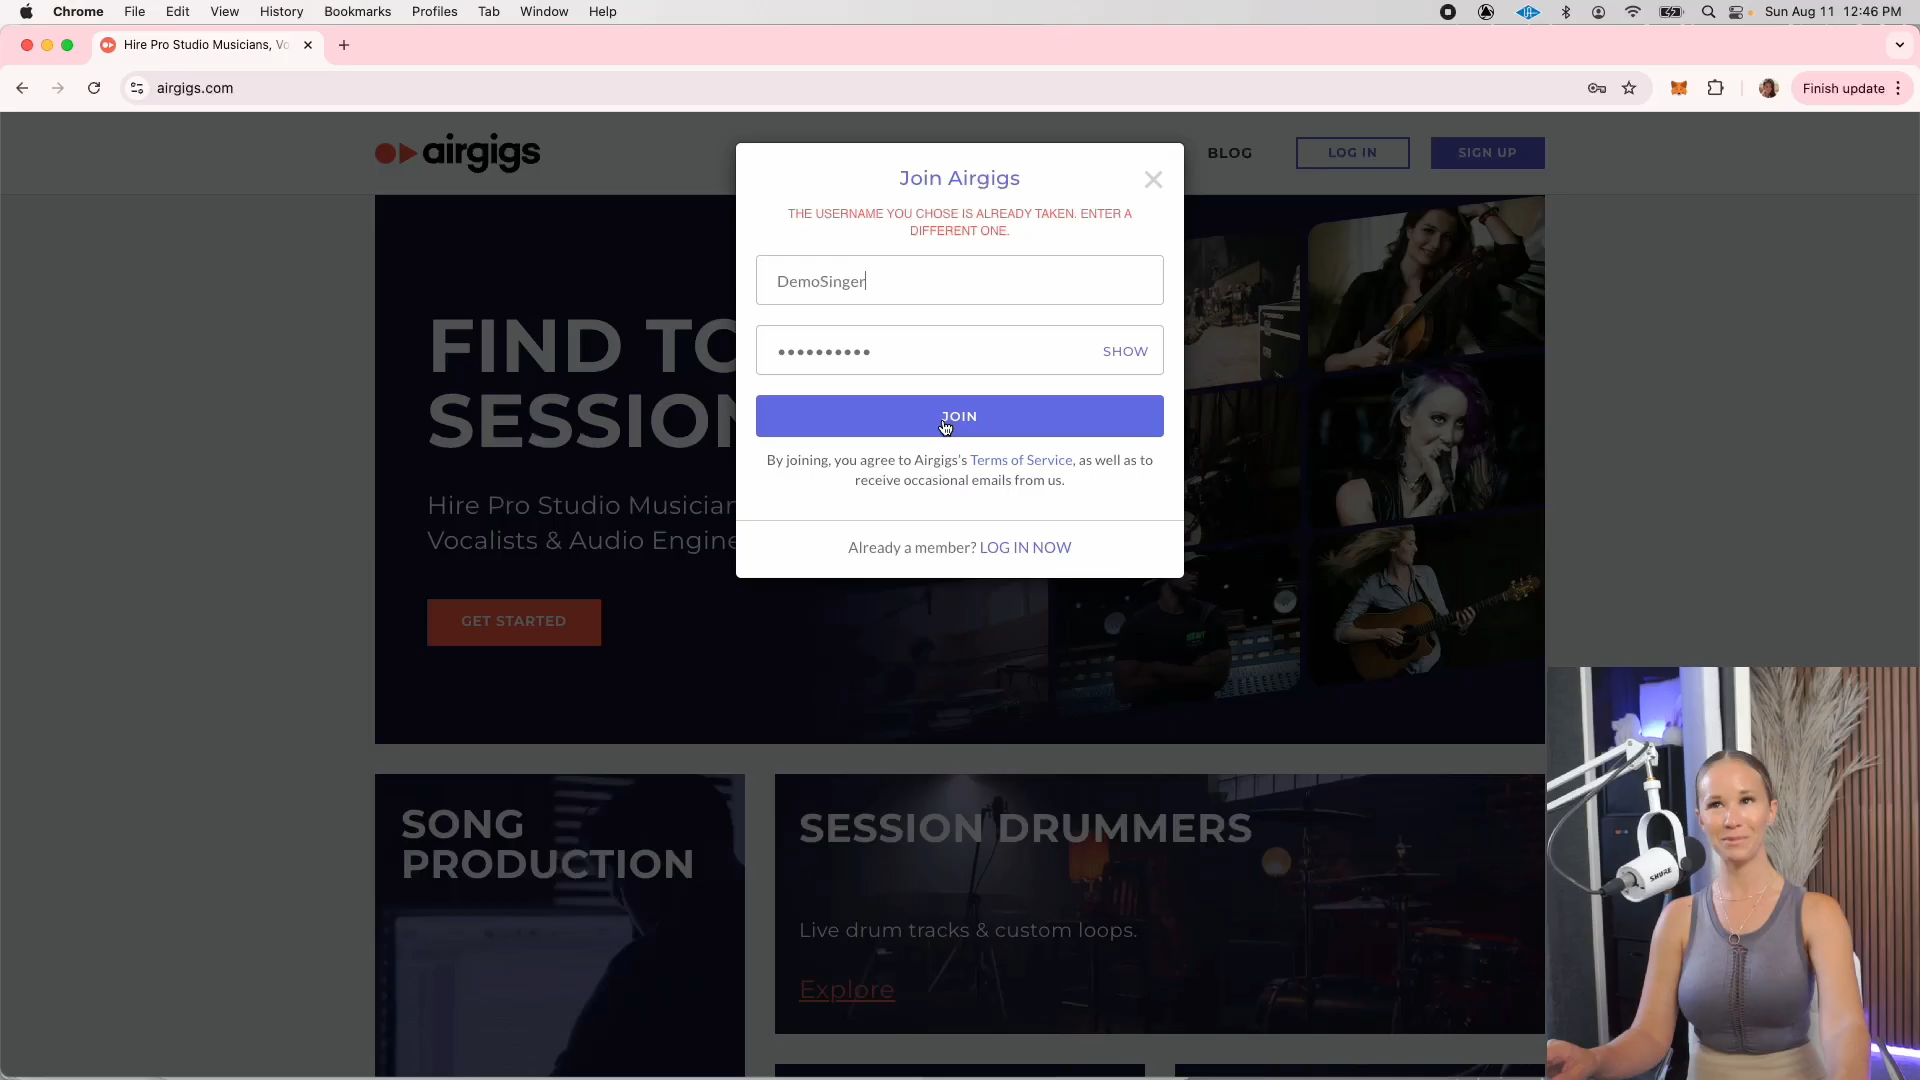 Chrome File Edit View History Bookmarks Profiles Tab Window Help Sun Aug 11 12:46 PM
Hire Pro Studio Musicians, Vo
airgigs.com Finish update
airgigs BLOG LOG IN SIGN UP
Join Airgigs
THE USERNAME YOU CHOSE IS ALREADY TAKEN. ENTER A
DIFFERENT ONE.
DemoSinger
SHOW
JOIN
By joining, you agree to Airgigs's Terms of Service, as well as to
receive occasional emails from us.
Already a member? LOG IN NOW
FIND TO
SESSION
Hire Pro Studio Musician
Vocalists & Audio Engine
GET STARTED
SONG
PRODUCTION
SESSION DRUMMERS
Live drum tracks & custom loops.
Explore
SHURE